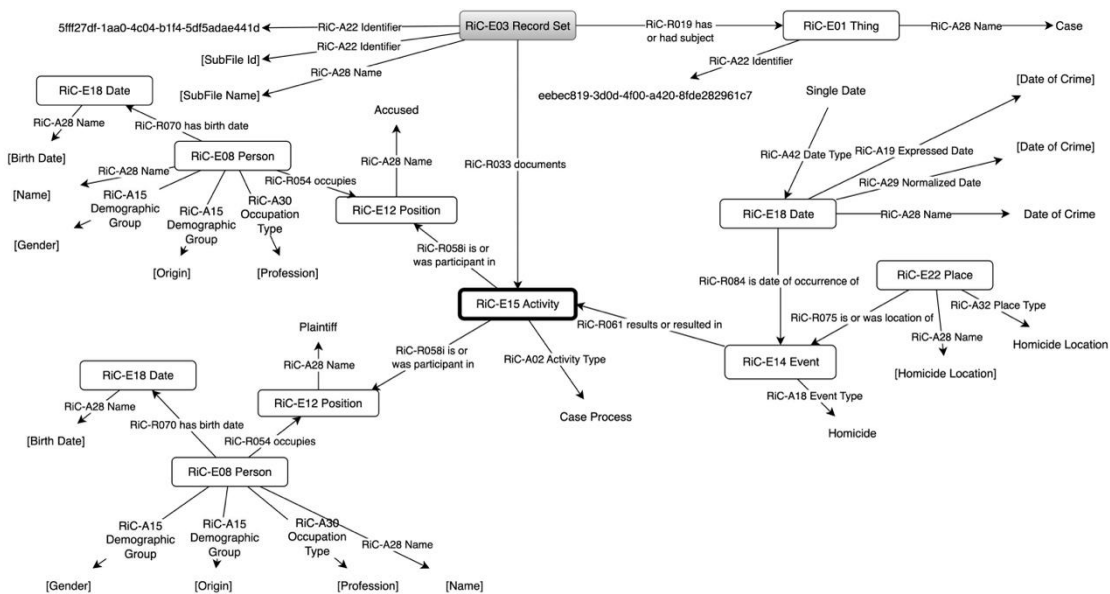 5fff27df-1aa0-4c04-b1f4-5df5adae441d
RiC-A22 Identifier
RiC-E03 Record Set
RiC-R019 has
or had subject
RiC-E01 Thing
RiC-A28 Name
Case
RiC-A22 Identifier
[SubFile Id]
RiC-A28 Name
[SubFile Name]
RiC-A22 Identifier
eebec819-3d0d-4f00-a420-8fde282961c7
RiC-E18 Date
RiC-A28 Name
RiC-R070 has birth date
[Birth Date]
RiC-E08 Person
RiC-A28 Name
[Name]
RiC-A15
Demographic
Group
[Gender]
RiC-A15
Demographic
Group
[Origin]
RiC-A30
Occupation
Type
[Profession]
RiC-R054 occupies
Accused
RiC-A28 Name
RiC-E12 Position
RiC-R058i is or
was participant in
RiC-R033 documents
Single Date
RiC-A42 Date Type
[Date of Crime]
RiC-A19 Expressed Date
[Date of Crime]
RiC-A29 Normalized Date
RiC-E18 Date
RiC-A28 Name
Date of Crime
RiC-R084 is date of occurrence of
RiC-E22 Place
RiC-A32 Place Type
Homicide Location
RiC-R075 is or was location of
RiC-A28 Name
[Homicide Location]
RiC-E15 Activity
RiC-R061 results or resulted in
RiC-E14 Event
RiC-A18 Event Type
Homicide
RiC-A02 Activity Type
Case Process
RiC-R058i is or
was participant in
Plaintiff
RiC-A28 Name
RiC-E12 Position
RiC-E18 Date
RiC-A28 Name
[Birth Date]
RiC-R070 has birth date
RiC-R054 occupies
RiC-E08 Person
RiC-A15
Demographic
Group
[Gender]
RiC-A15
Demographic
Group
[Origin]
RiC-A30
Occupation
Type
[Profession]
RiC-A28 Name
[Name]